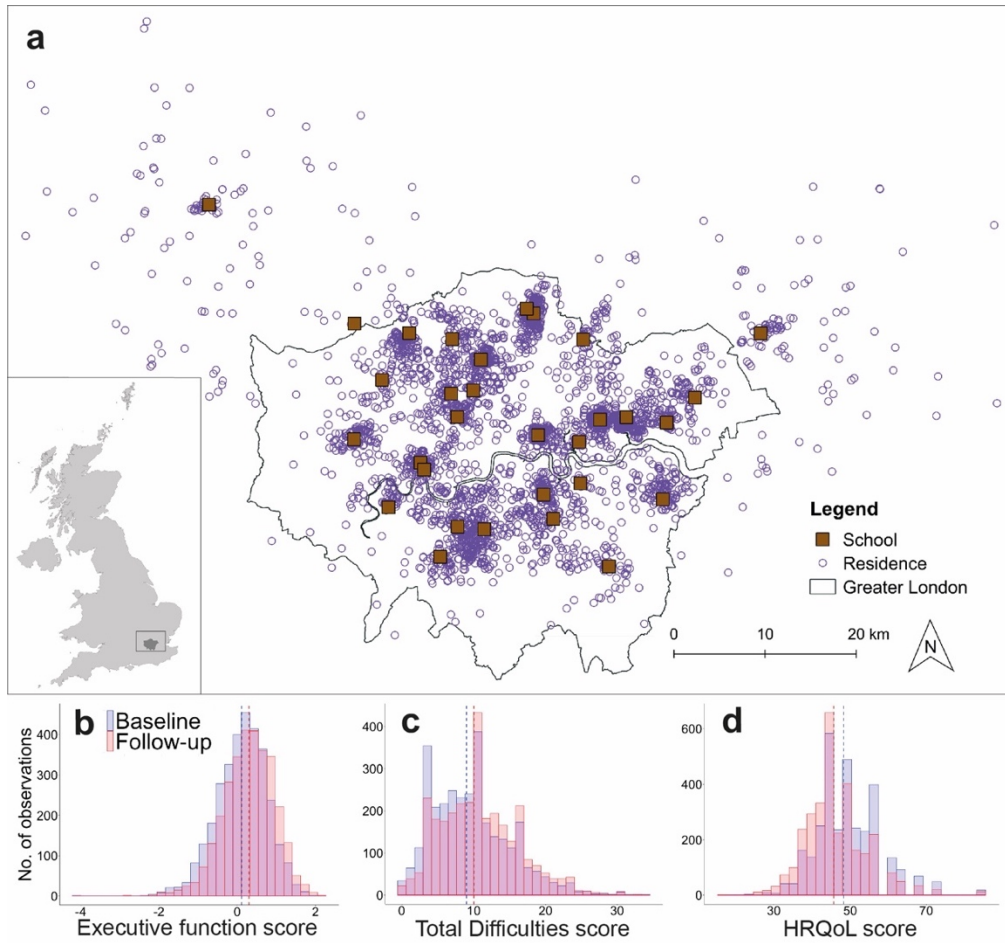 a
Legend
School
Residence
Greater London
0 10 20 km
N
b
Baseline
Follow-up
c
d
No. of observations
400
300
200
100
0
-4 -2 0 2
Executive function score
400
300
200
100
0
0 10 20 30
Total Difficulties score
600
400
200
0
30 50 70
HRQoL score